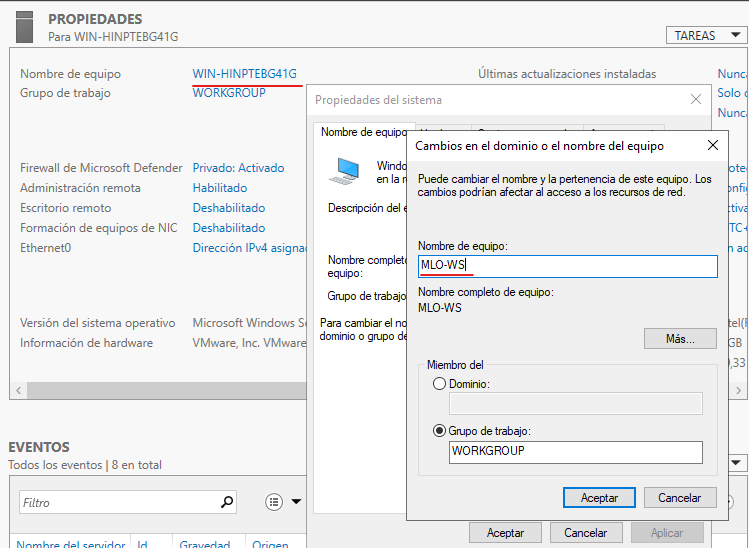 PROPIEDADES
Para WIN-HINPTEBG41G
TAREAS
Nombre de equipo WIN-HINPTEBG41G Últimas actualizaciones instaladas Nunca
Grupo de trabajo WORKGROUP Solo
Nunca
Propiedades del sistema
Nombre de equipo
Windo
en la
Descripción del e
Nombre completo
equipo:
Grupo de trabajo
Para cambiar el no
dominio o grupo de
Aceptar Cancelar Aplicar
Cambios en el dominio o el nombre del equipo
Puede cambiar el nombre y la pertenencia de este equipo. Los
cambios podrían afectar al acceso a los recursos de red.
Nombre de equipo:
MLO-WS
Nombre completo de equipo:
MLO-WS
Más...
Miembro del
Dominio:
Grupo de trabajo:
WORKGROUP
Aceptar Cancelar
Firewall de Microsoft Defender Privado: Activado
Administración remota Habilitado
Escritorio remoto Deshabilitado
Formación de equipos de NIC Deshabilitado
Ethernet0 Dirección IPv4 asignad
Versión del sistema operativo Microsoft Windows Se
Información de hardware VMware, Inc. VMware
EVENTOS
Todos los eventos | 8 en total
Filtro
Nombre del servidor Id. Gravedad Origen